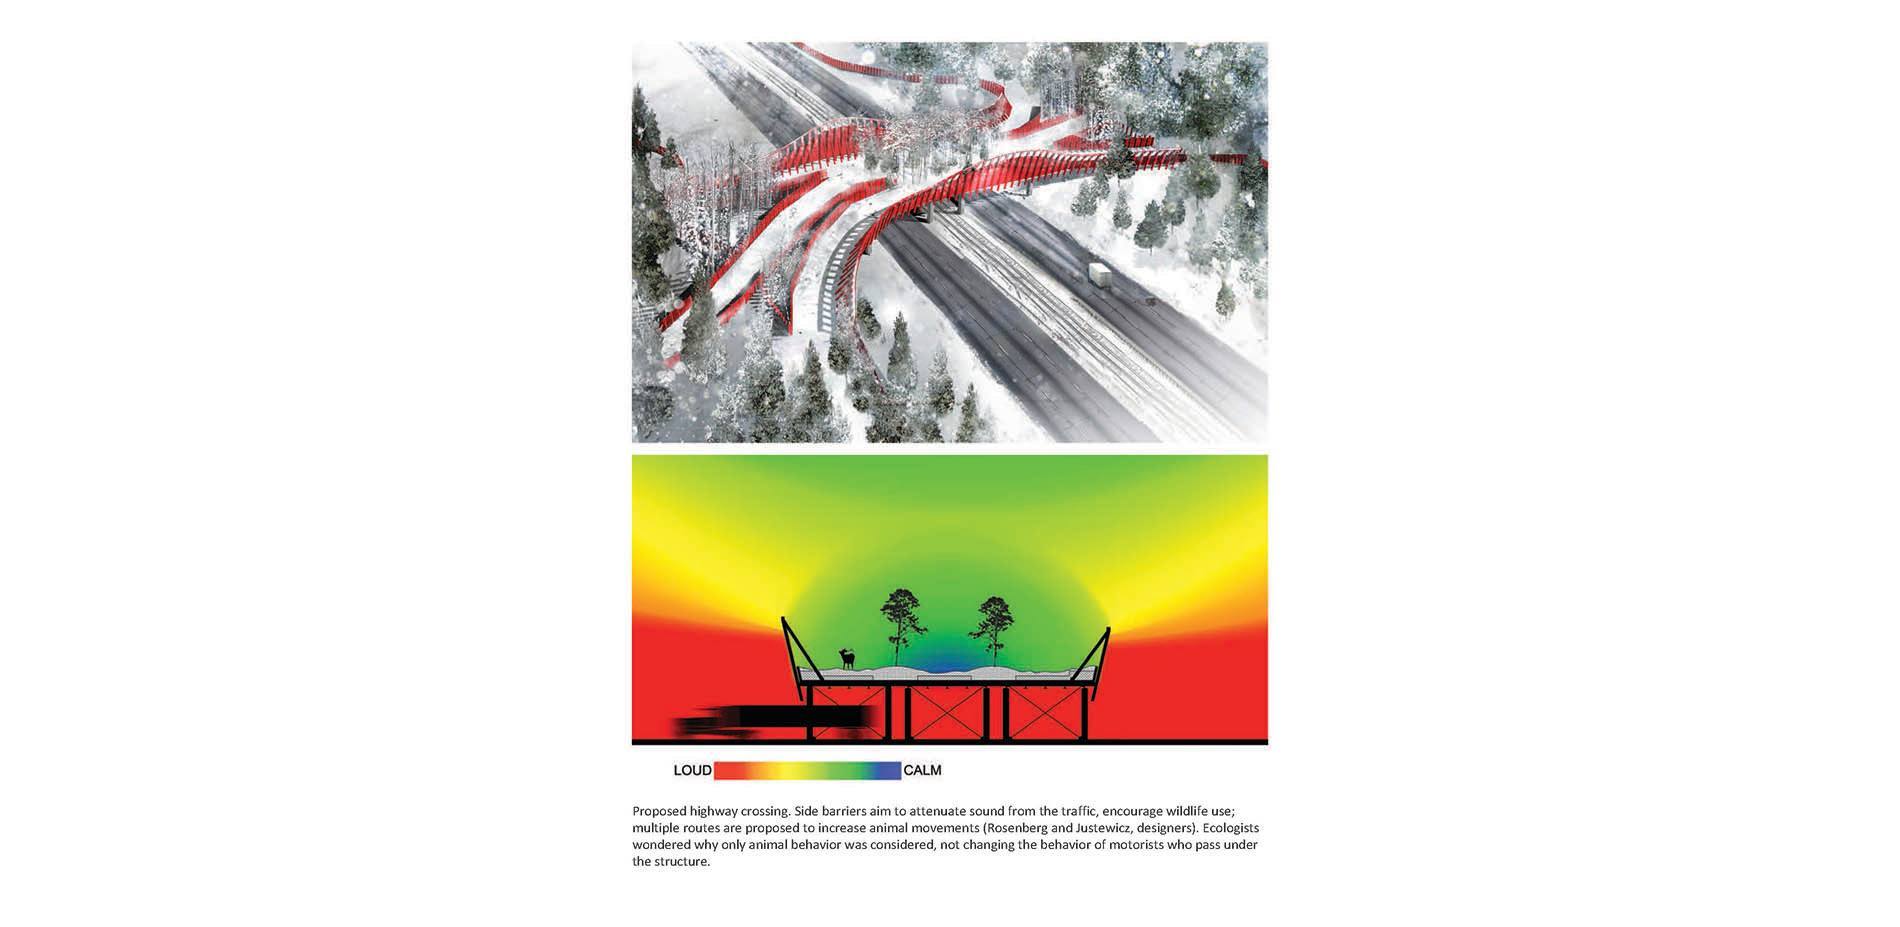 LOUD CALM
Proposed highway crossing. Side barriers aim to attenuate sound from the traffic, encourage wildlife use;
multiple routes are proposed to increase animal movements (Rosenberg and Justewicz, designers). Ecologists
wondered why only animal behavior was considered, not changing the behavior of motorists who pass under
the structure.